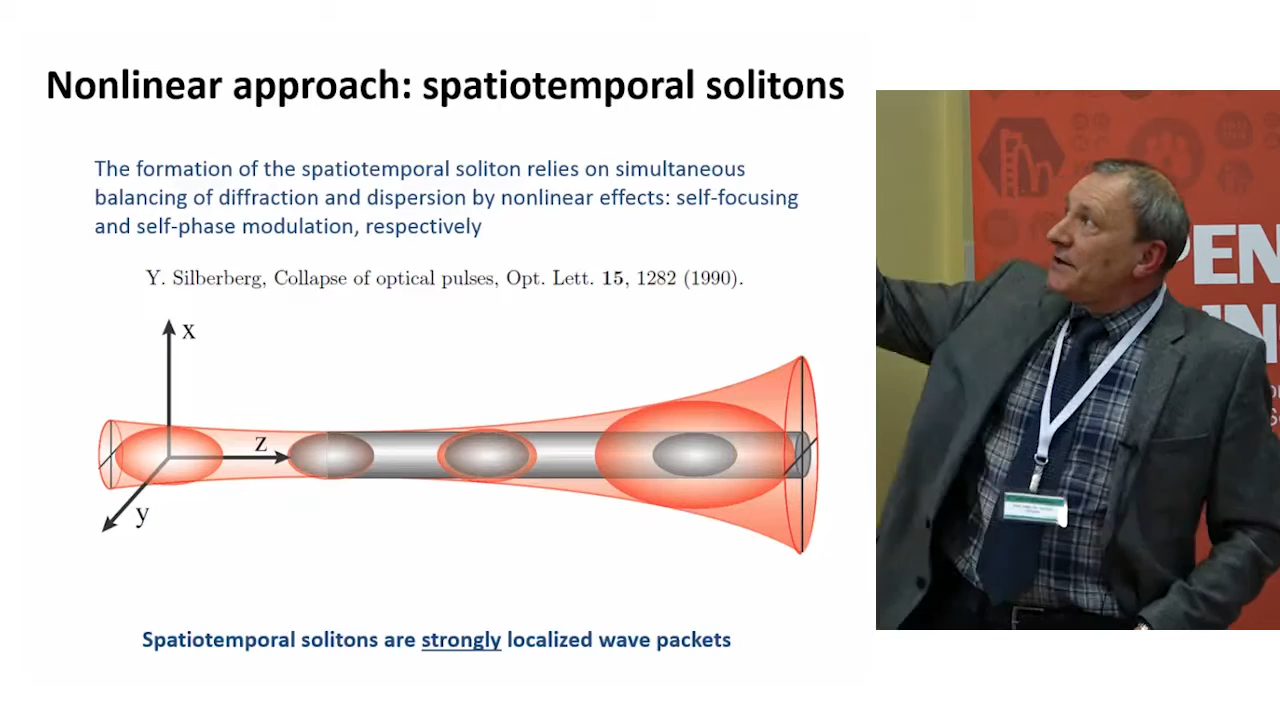 Nonlinear approach: spatiotemporal solitons
The formation of the spatiotemporal soliton relies on simultaneous
balancing of diffraction and dispersion by nonlinear effects: self-focusing
and self-phase modulation, respectively
Y. Silberberg, Collapse of optical pulses, Opt. Lett. 15, 1282 (1990).
x
z
y
Spatiotemporal solitons are strongly localized wave packets
PEN
IN